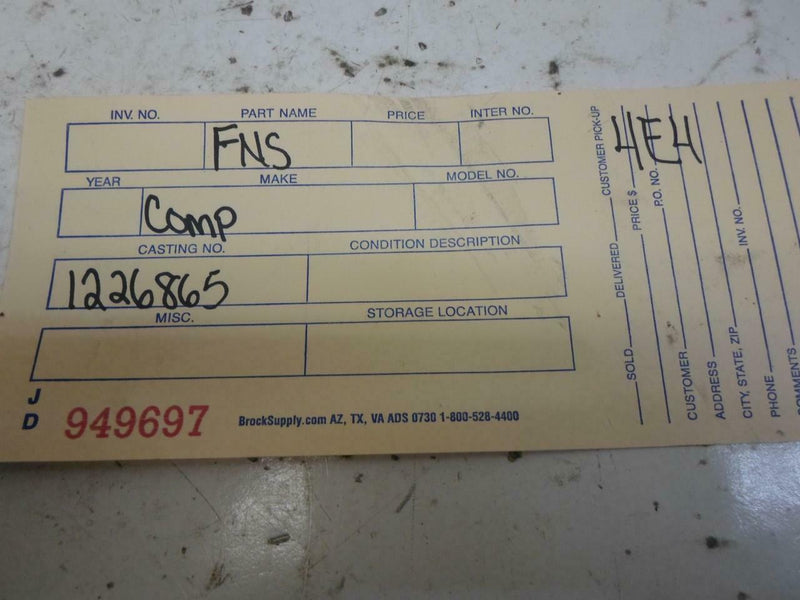 INV. NO. PART NAME PRICE INTER NO.
FNS
YEAR MAKE MODEL NO.
Comp
CASTING NO. CONDITION DESCRIPTION
1226865
MISC. STORAGE LOCATION
J
D 949697 BrockSupply.com AZ, TX, VA ADS 0730 1-800-528-4400
4E4
SOLD DELIVERED CUSTOMER PICK-UP
PRICE $
P.O. NO.
CUSTOMER
ADDRESS
CITY, STATE, ZIP INV. NO.
PHONE
COMMENTS